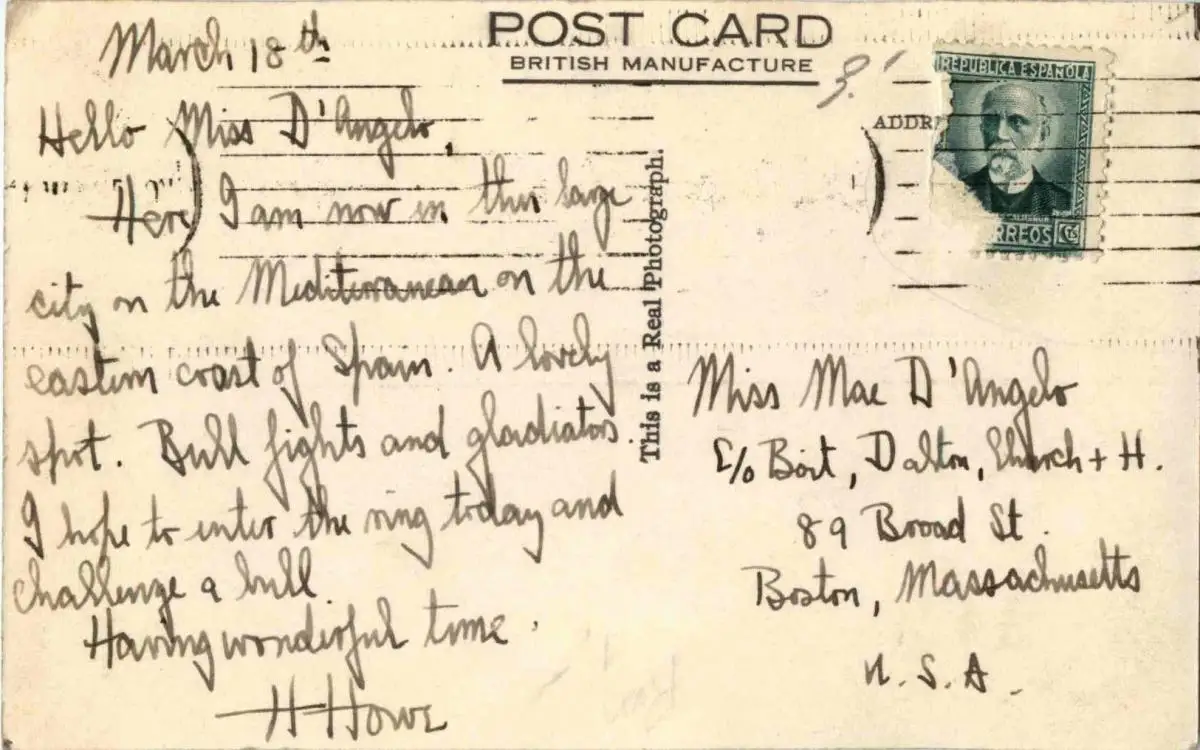 POST CARD
BRITISH MANUFACTURE
March 18th
Hello Miss D'Angelo,
Here I am now in this large
city on the Mediterranean on the
eastern coast of Spain. A lovely
spot. Bull fights and gladiators.
I hope to enter the ring today and
challenge a bull.
Having wonderful time.
H Howe
This is a Real Photograph.
ADDR
REPUBLICA ESPAÑOLA
RREOS
CTS
Miss Mae D'Angelo
c/o Boit, Dalton, Church + H.
89 Broad St.
Boston, Massachusetts
U.S.A.